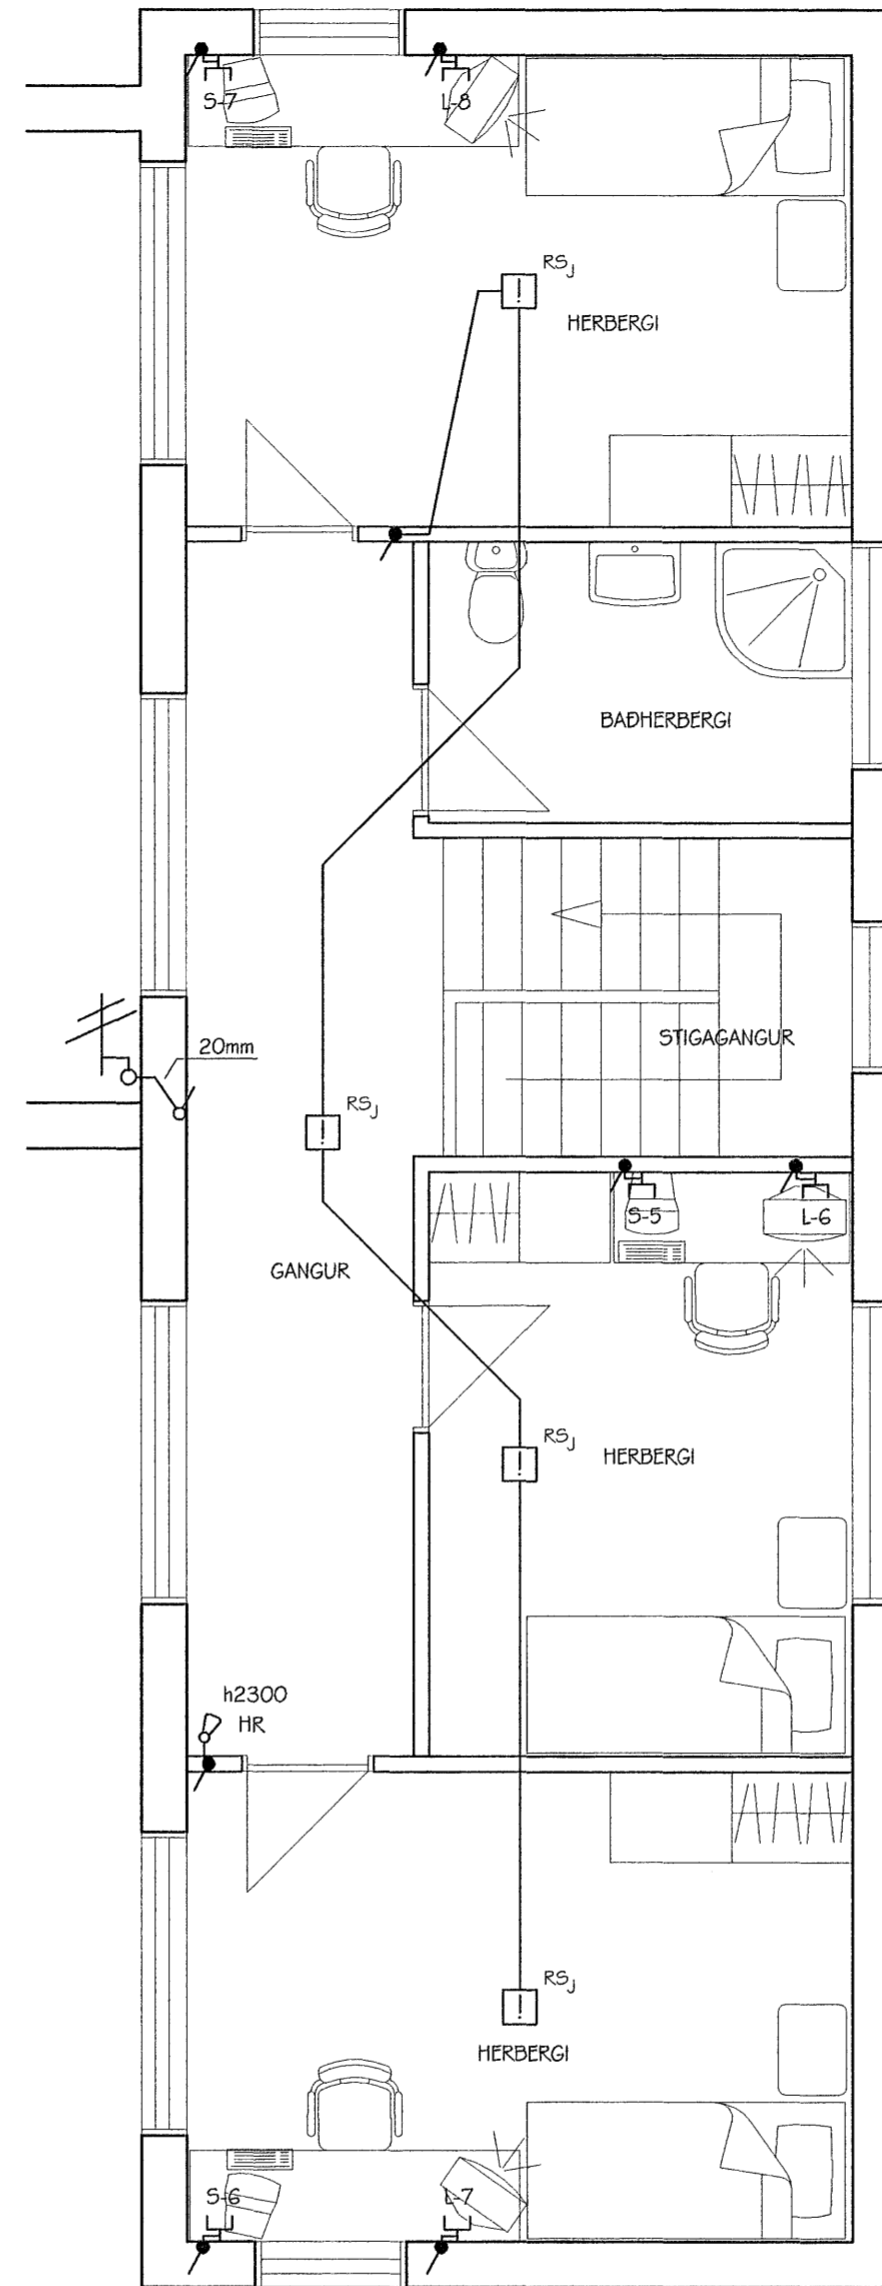 S-7
L-8
RSJ
HERBERGI
BAÐHERBERGI
STIGAGANGUR
20mm
RSJ
S-5
L-6
GANGUR
RSJ
HERBERGI
h2300
HR
RSJ
HERBERGI
S-6
L-7